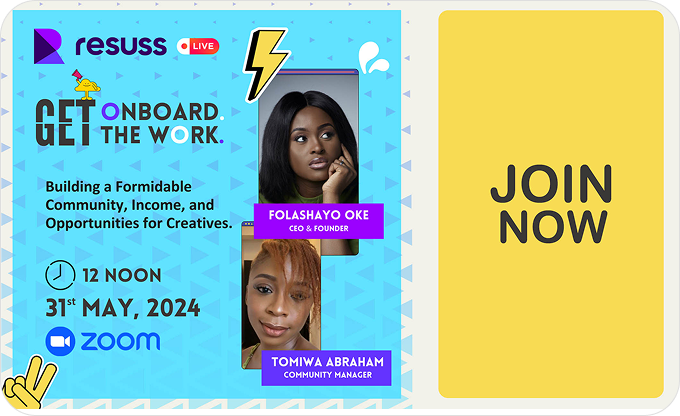 resuss LIVE
GET ONBOARD.
THE WORK.
Building a Formidable
Community, Income, and
Opportunities for Creatives.
12 NOON
31st MAY, 2024
zoom
FOLASHAYO OKE
CEO & FOUNDER
TOMIWA ABRAHAM
COMMUNITY MANAGER
JOIN
NOW